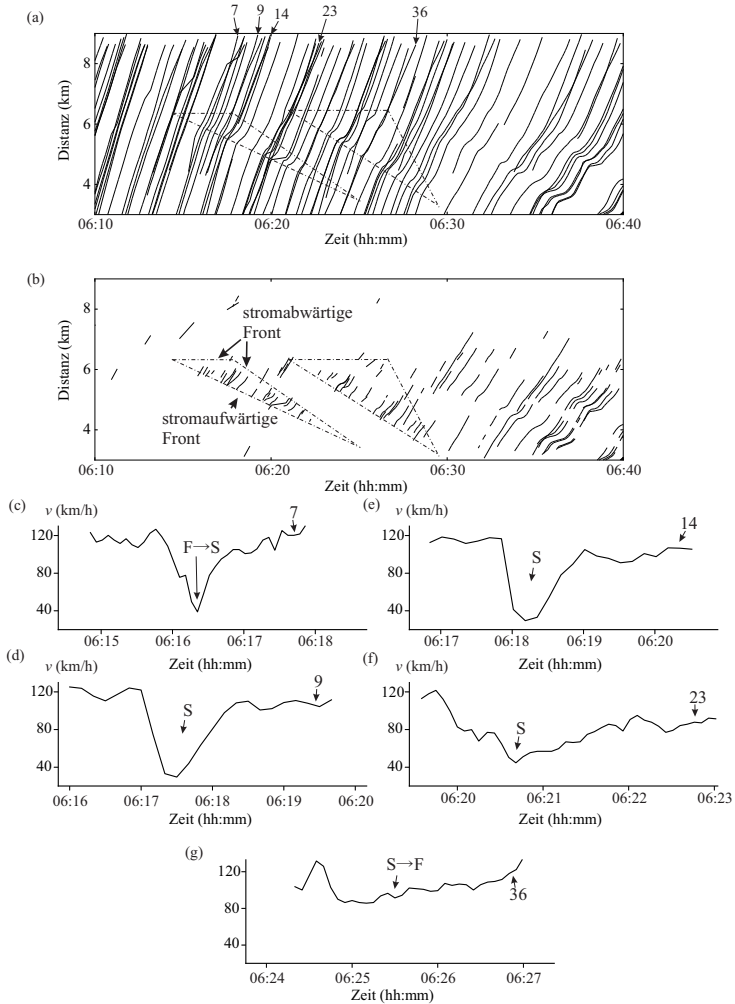 (a)
7 9 14 23 36
Distanz (km)
8
6
4
06:10 06:20 06:30 06:40
Zeit (hh:mm)
(b)
Distanz (km)
8
6
4
stromabwärtige
Front
stromaufwärtige
Front
06:10 06:20 06:30 06:40
Zeit (hh:mm)
(c)
v (km/h)
120
80
40
F→S
7
06:15 06:16 06:17 06:18
Zeit (hh:mm)
(e)
v (km/h)
120
80
40
S
14
06:17 06:18 06:19 06:20
Zeit (hh:mm)
(d)
v (km/h)
120
80
40
S
9
06:16 06:17 06:18 06:19 06:20
Zeit (hh:mm)
(f)
v (km/h)
120
80
40
S
23
06:20 06:21 06:22 06:23
Zeit (hh:mm)
(g)
120
80
40
S→F
36
06:24 06:25 06:26 06:27